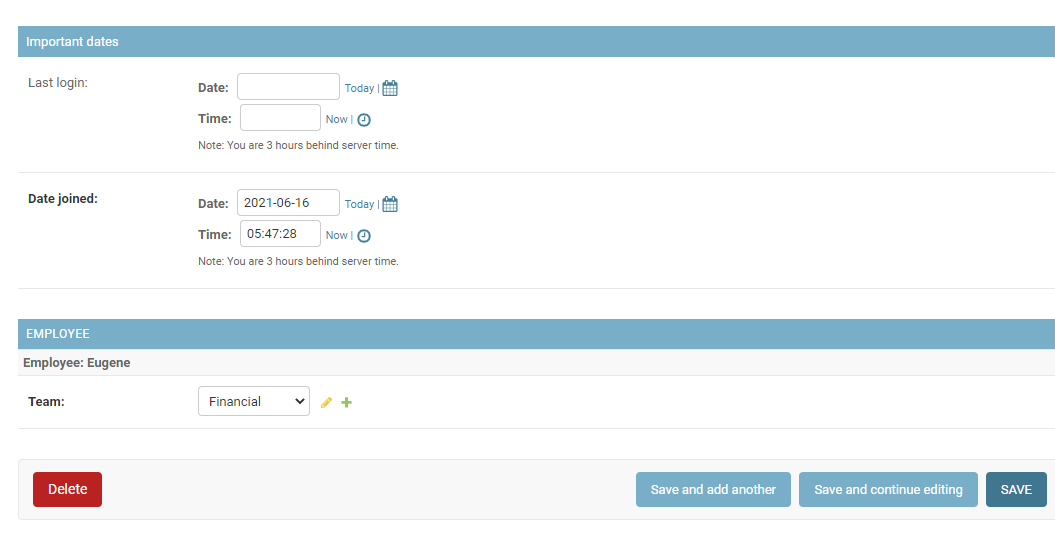 Important dates
Last login:
Date: Today |
Time: Now |
Note: You are 3 hours behind server time.
Date joined:
Date: 2021-06-16 Today |
Time: 05:47:28 Now |
Note: You are 3 hours behind server time.
EMPLOYEE
Employee: Eugene
Team: Financial
Delete Save and add another Save and continue editing SAVE